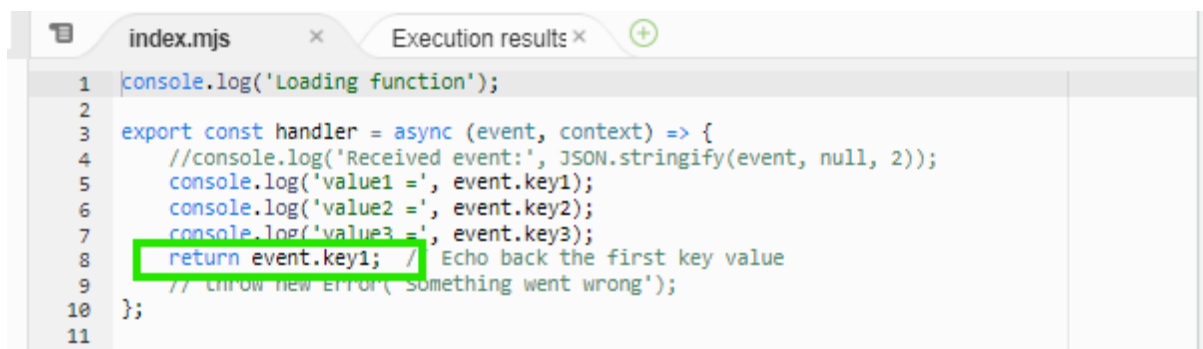 index.mjs × Execution results ×
1 console.log('Loading function');
2
3 export const handler = async (event, context) => {
4 //console.log('Received event:', JSON.stringify(event, null, 2));
5 console.log('value1 =', event.key1);
6 console.log('value2 =', event.key2);
7 console.log('value3 =', event.key3);
8 return event.key1; // Echo back the first key value
9 // throw new Error('Something went wrong');
10 };
11